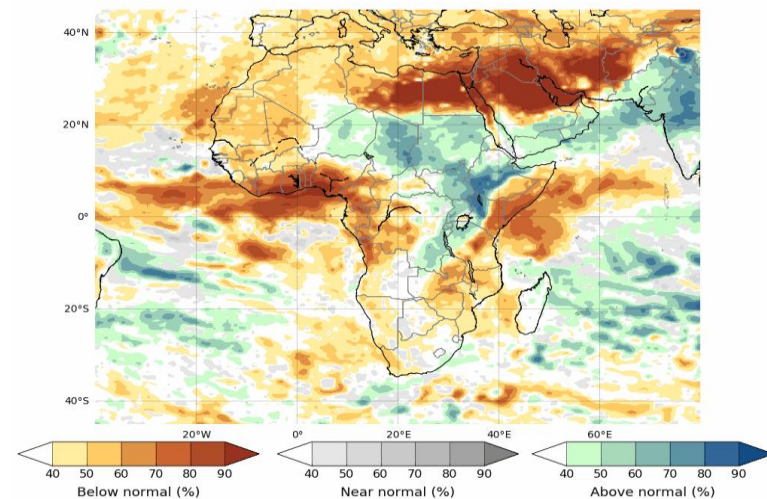 40°N
20°N
0°
20°S
40°S
20°W 0° 20°E 40°E 60°E
40 50 60 70 80 90 40 50 60 70 80 90 40 50 60 70 80 90
Below normal (%) Near normal (%) Above normal (%)